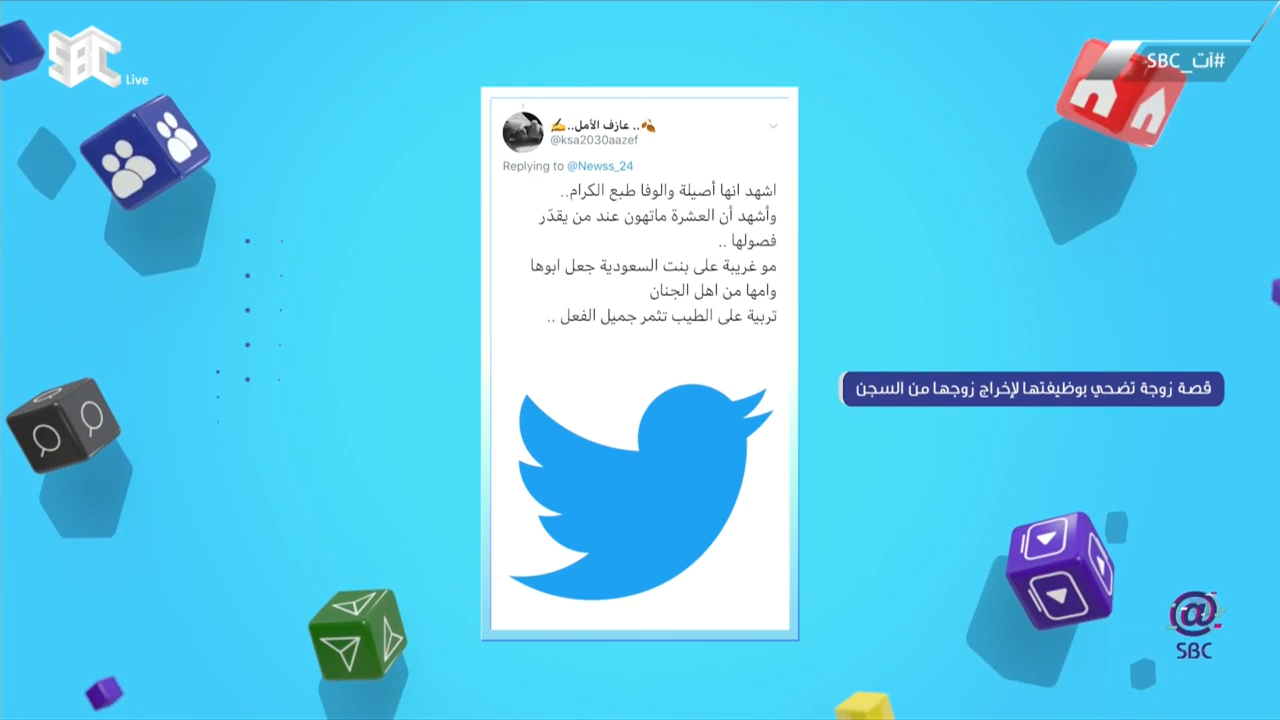 SBC
Live
#آت_SBC
🍂.. عازف الأمل..✍
@ksa2030aazef
Replying to @Newss_24
اشهد انها أصيلة والوفا طبع الكرام..
وأشهد أن العشرة ماتهون عند من يقدّر
فصولها ..
مو غريبة على بنت السعودية جعل ابوها
وامها من اهل الجنان
تربية على الطيب تثمر جميل الفعل ..
قصة زوجة تضحي بوظيفتها لإخراج زوجها من السجن
@
SBC